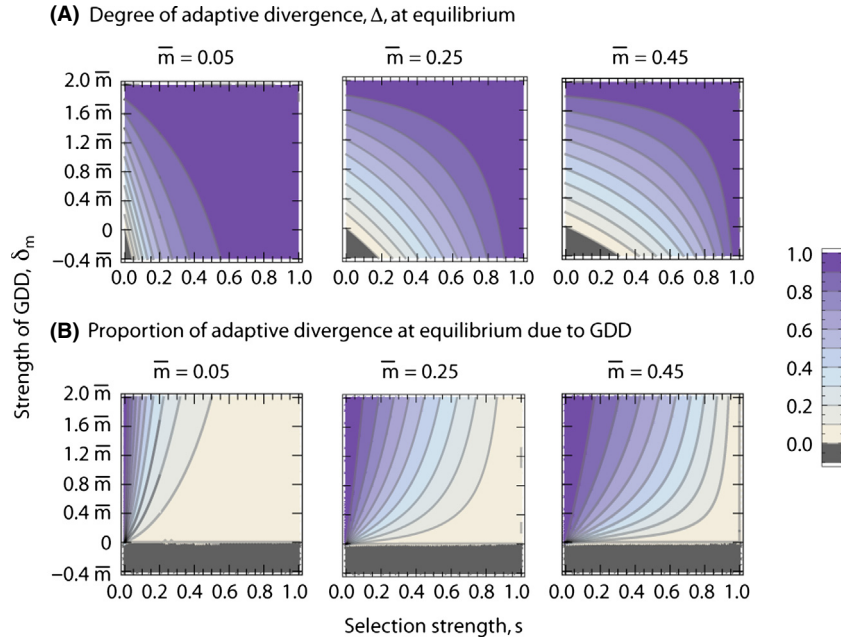 (A) Degree of adaptive divergence, Δ, at equilibrium
m̅ = 0.05
m̅ = 0.25
m̅ = 0.45
2.0 m̅
1.6 m̅
1.2 m̅
0.8 m̅
0.4 m̅
0
−0.4 m̅
0.0 0.2 0.4 0.6 0.8 1.0
0.0 0.2 0.4 0.6 0.8 1.0
0.0 0.2 0.4 0.6 0.8 1.0
Strength of GDD, δm
1.0
0.8
0.6
0.4
0.2
0.0
(B) Proportion of adaptive divergence at equilibrium due to GDD
m̅ = 0.05
m̅ = 0.25
m̅ = 0.45
2.0 m̅
1.6 m̅
1.2 m̅
0.8 m̅
0.4 m̅
0
−0.4 m̅
0.0 0.2 0.4 0.6 0.8 1.0
0.0 0.2 0.4 0.6 0.8 1.0
0.0 0.2 0.4 0.6 0.8 1.0
Selection strength, s